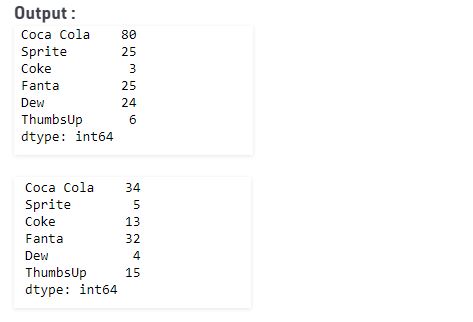 Output :
Coca Cola    80
Sprite       25
Coke          3
Fanta        25
Dew          24
ThumbsUp      6
dtype: int64
Coca Cola    34
Sprite        5
Coke         13
Fanta        32
Dew           4
ThumbsUp     15
dtype: int64